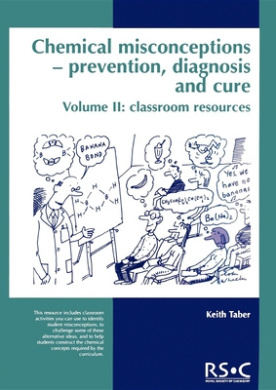 Chemical misconceptions
– prevention, diagnosis
and cure
Volume II: classroom resources
BANANA
BOND
H
O
H
H
O
H
"Yes, we
have no
bananas"
Keith Taber
This resource includes classroom
activities you can use to identify
student misconceptions, to
challenge some of these
alternative ideas, and to help
students construct the chemical
concepts required by the
curriculum.
RS•C
ROYAL SOCIETY OF CHEMISTRY